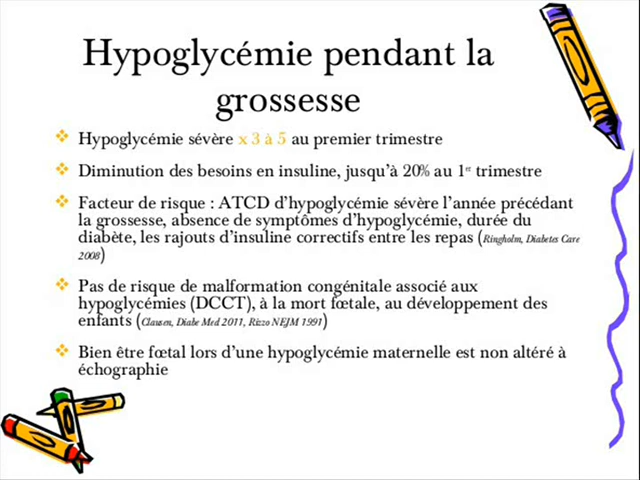 Hypoglycémie pendant la
grossesse
❖ Hypoglycémie sévère x 3 à 5 au premier trimestre
❖ Diminution des besoins en insuline, jusqu'à 20% au 1er trimestre
❖ Facteur de risque : ATCD d'hypoglycémie sévère l'année précédant
la grossesse, absence de symptômes d'hypoglycémie, durée du
diabète, les rajouts d'insuline correctifs entre les repas (Ringholm, Diabetes Care
2008)
❖ Pas de risque de malformation congénitale associé aux
hypoglycémies (DCCT), à la mort fœtale, au développement des
enfants (Clausen, Diabe Med 2011, Rizzo NEJM 1991)
❖ Bien être fœtal lors d'une hypoglycémie maternelle est non altéré à
échographie